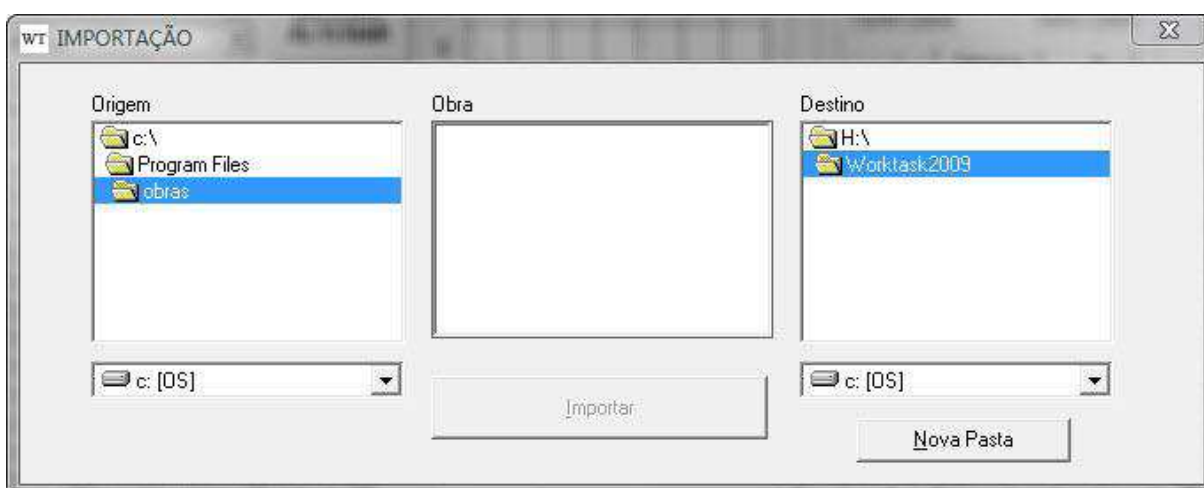 WT IMPORTAÇÃO
Origem
c:\
Program Files
obras
c: [OS]
Obra
Importar
Destino
H:\
Worktask2009
c: [OS]
Nova Pasta